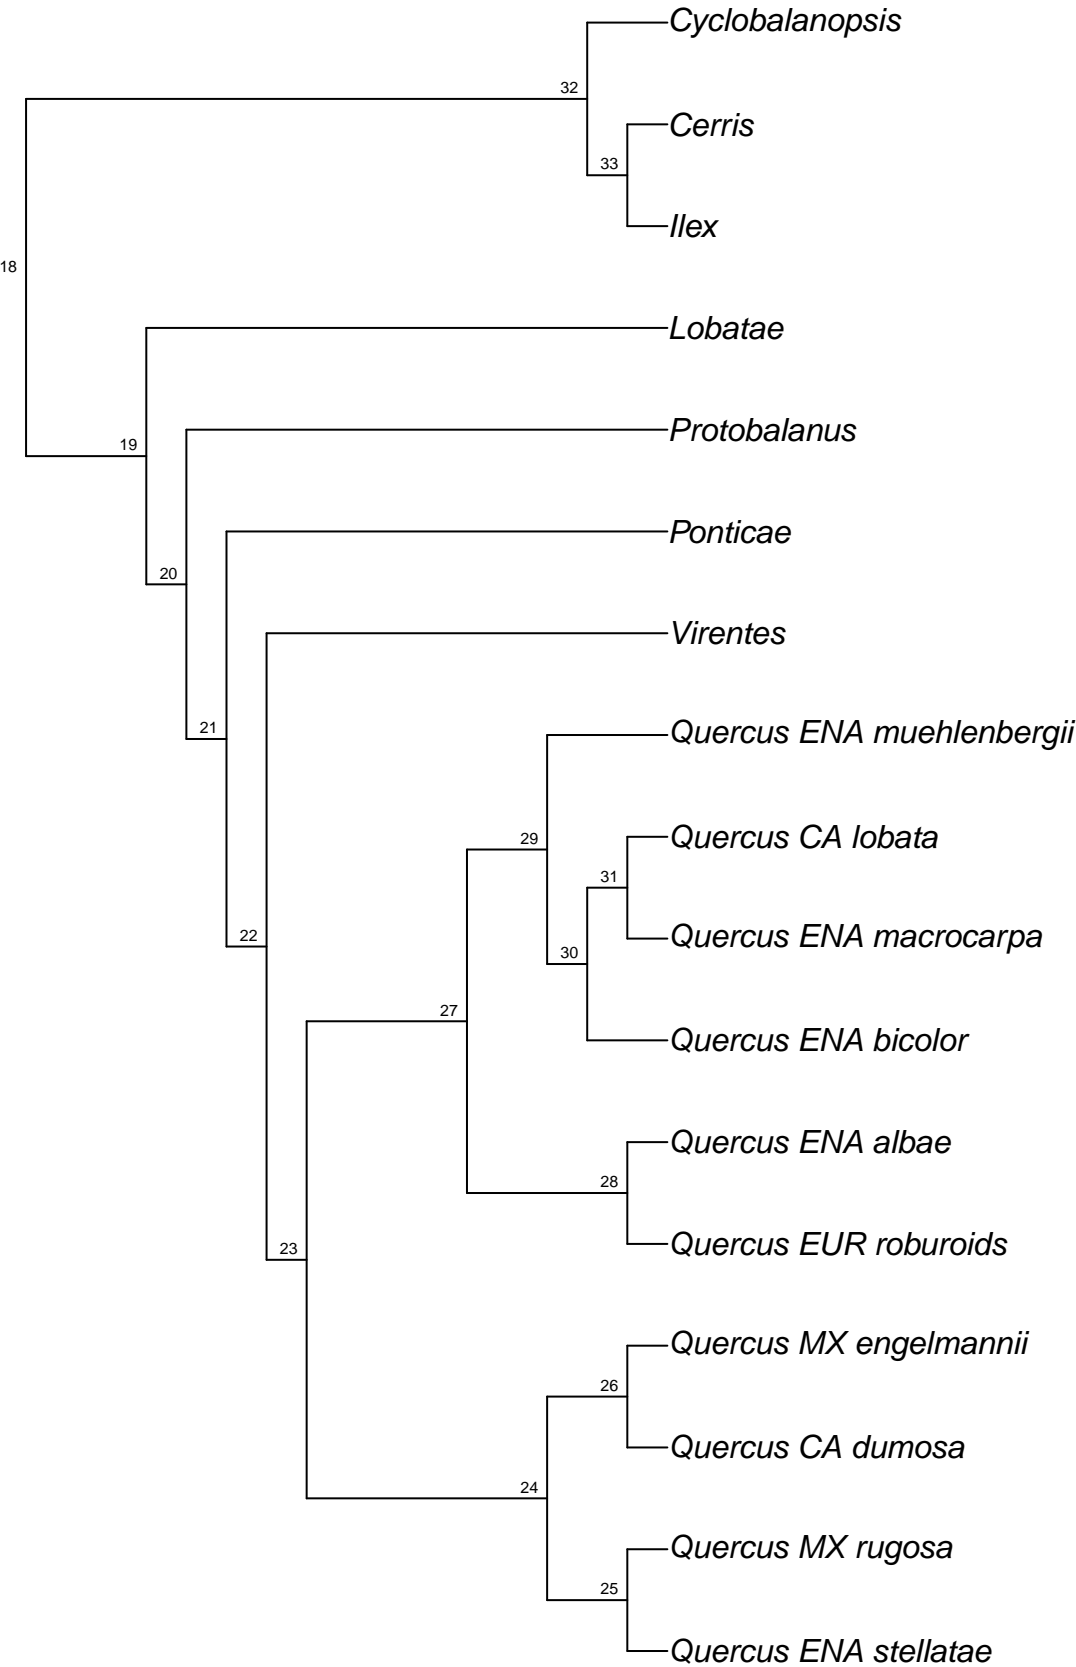 Cyclobalanopsis
32
Cerris
33
Ilex
18
Lobatae
Protobalanus
19
Ponticae
20
Virentes
21
Quercus ENA muehlenbergii
29
Quercus CA lobata
31
22
Quercus ENA macrocarpa
30
27
Quercus ENA bicolor
Quercus ENA albae
28
Quercus EUR roburoids
23
Quercus MX engelmannii
26
Quercus CA dumosa
24
Quercus MX rugosa
25
Quercus ENA stellatae